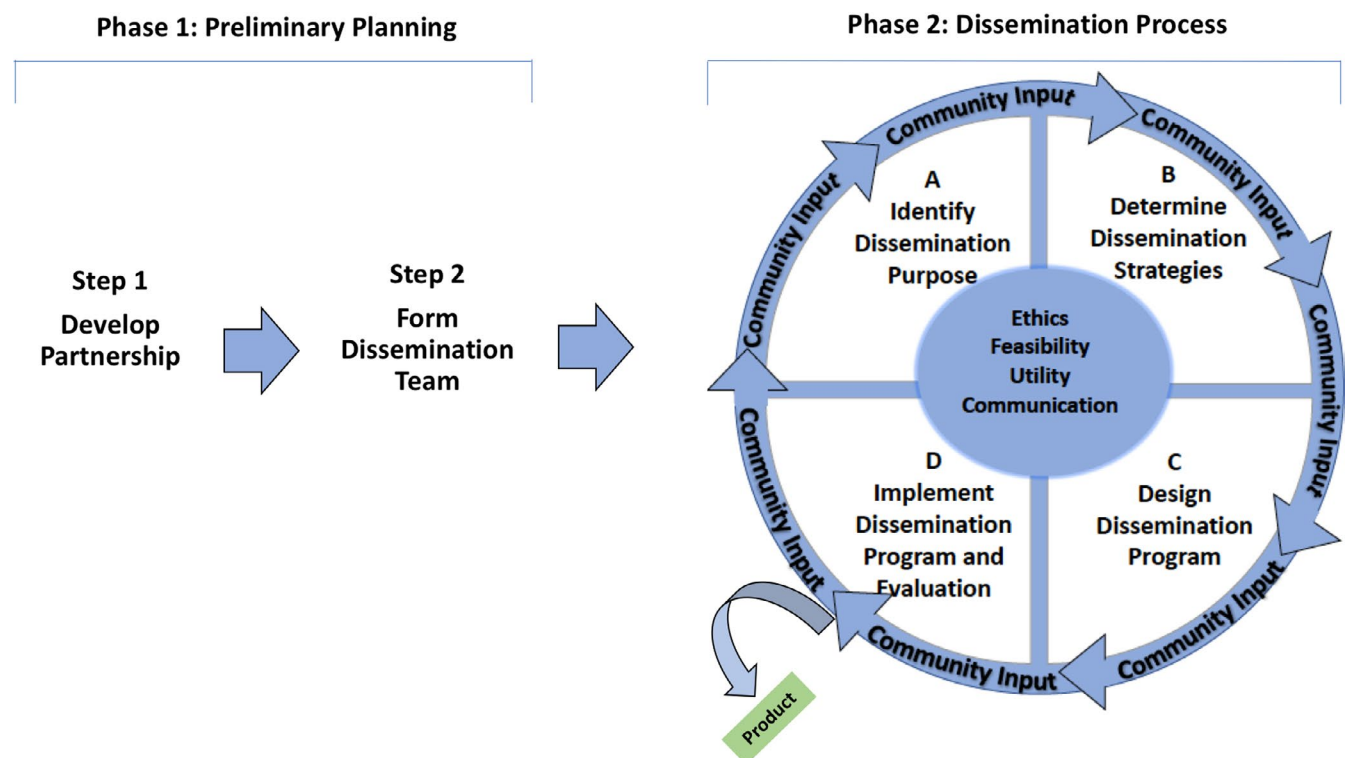 Phase 1: Preliminary Planning
Phase 2: Dissemination Process
Step 1
Develop
Partnership
Step 2
Form
Dissemination
Team
Community Input
Community Input
Community Input
Community Input
Community Input
Community Input
Community Input
Community Input
A
Identify
Dissemination
Purpose
B
Determine
Dissemination
Strategies
Ethics
Feasibility
Utility
Communication
D
Implement
Dissemination
Program and
Evaluation
C
Design
Dissemination
Program
Product